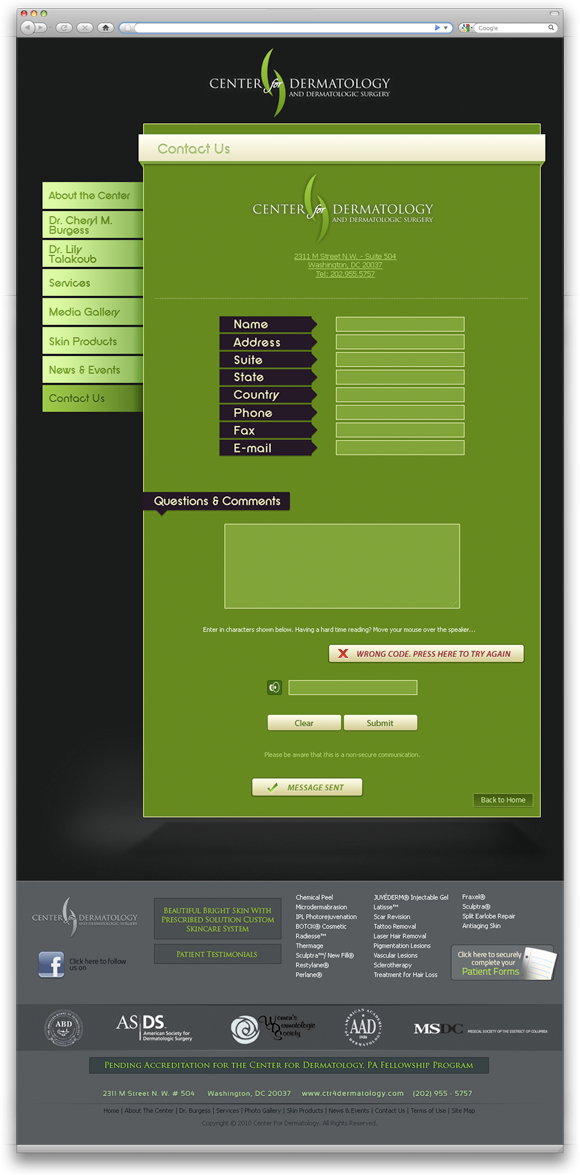 Google
CENTER for DERMATOLOGY
AND DERMATOLOGIC SURGERY
Contact Us
About the Center
Dr. Cheryl M.
Burgess
Dr. Lily
Talakoub
Services
Media Gallery
Skin Products
News & Events
Contact Us
CENTER for DERMATOLOGY
AND DERMATOLOGIC SURGERY
2311 M Street N.W. - Suite 504
Washington, DC 20037
Tel: 202.955.5757
Name
Address
Suite
State
Country
Phone
Fax
E-mail
Questions & Comments
Enter in characters shown below. Having a hard time reading? Move your mouse over the speaker...
WRONG CODE. PRESS HERE TO TRY AGAIN
Clear
Submit
Please be aware that this is a non-secure communication.
MESSAGE SENT
Back to Home
CENTER for DERMATOLOGY
AND DERMATOLOGIC SURGERY
Click here to follow
us on
BEAUTIFUL BRIGHT SKIN WITH
PRESCRIBED SOLUTION CUSTOM
SKINCARE SYSTEM
PATIENT TESTIMONIALS
Chemical Peel
Microdermabrasion
IPL Photorejuvenation
BOTOX® Cosmetic
Radiesse™
Thermage
Sculptra™/ New Fill®
Restylane®
Perlane®
JUVÉDERM® Injectable Gel
Latisse™
Scar Revision
Tattoo Removal
Laser Hair Removal
Pigmentation Lesions
Vascular Lesions
Sclerotherapy
Treatment for Hair Loss
Fraxel®
Sculptra®
Split Earlobe Repair
Antiaging Skin
Click here to securely
complete your
Patient Forms
ABD
ASDS™
American Society for
Dermatologic Surgery
Women's
Dermatologic
Society
AMERICAN ACADEMY
AAD
1938
DERMATOLOGY
MSDC
MEDICAL SOCIETY OF THE DISTRICT OF COLUMBIA
PENDING ACCREDITATION FOR THE CENTER FOR DERMATOLOGY, PA FELLOWSHIP PROGRAM
2311 M STREET N. W. # 504 Washington, DC 20037 www.ctr4dermatology.com (202) 955 - 5757
Home | About The Center | Dr. Burgess | Services | Photo Gallery | Skin Products | News & Events | Contact Us | Terms of Use | Site Map
Copyright © 2010 Center For Dermatology. All Rights Reserved.